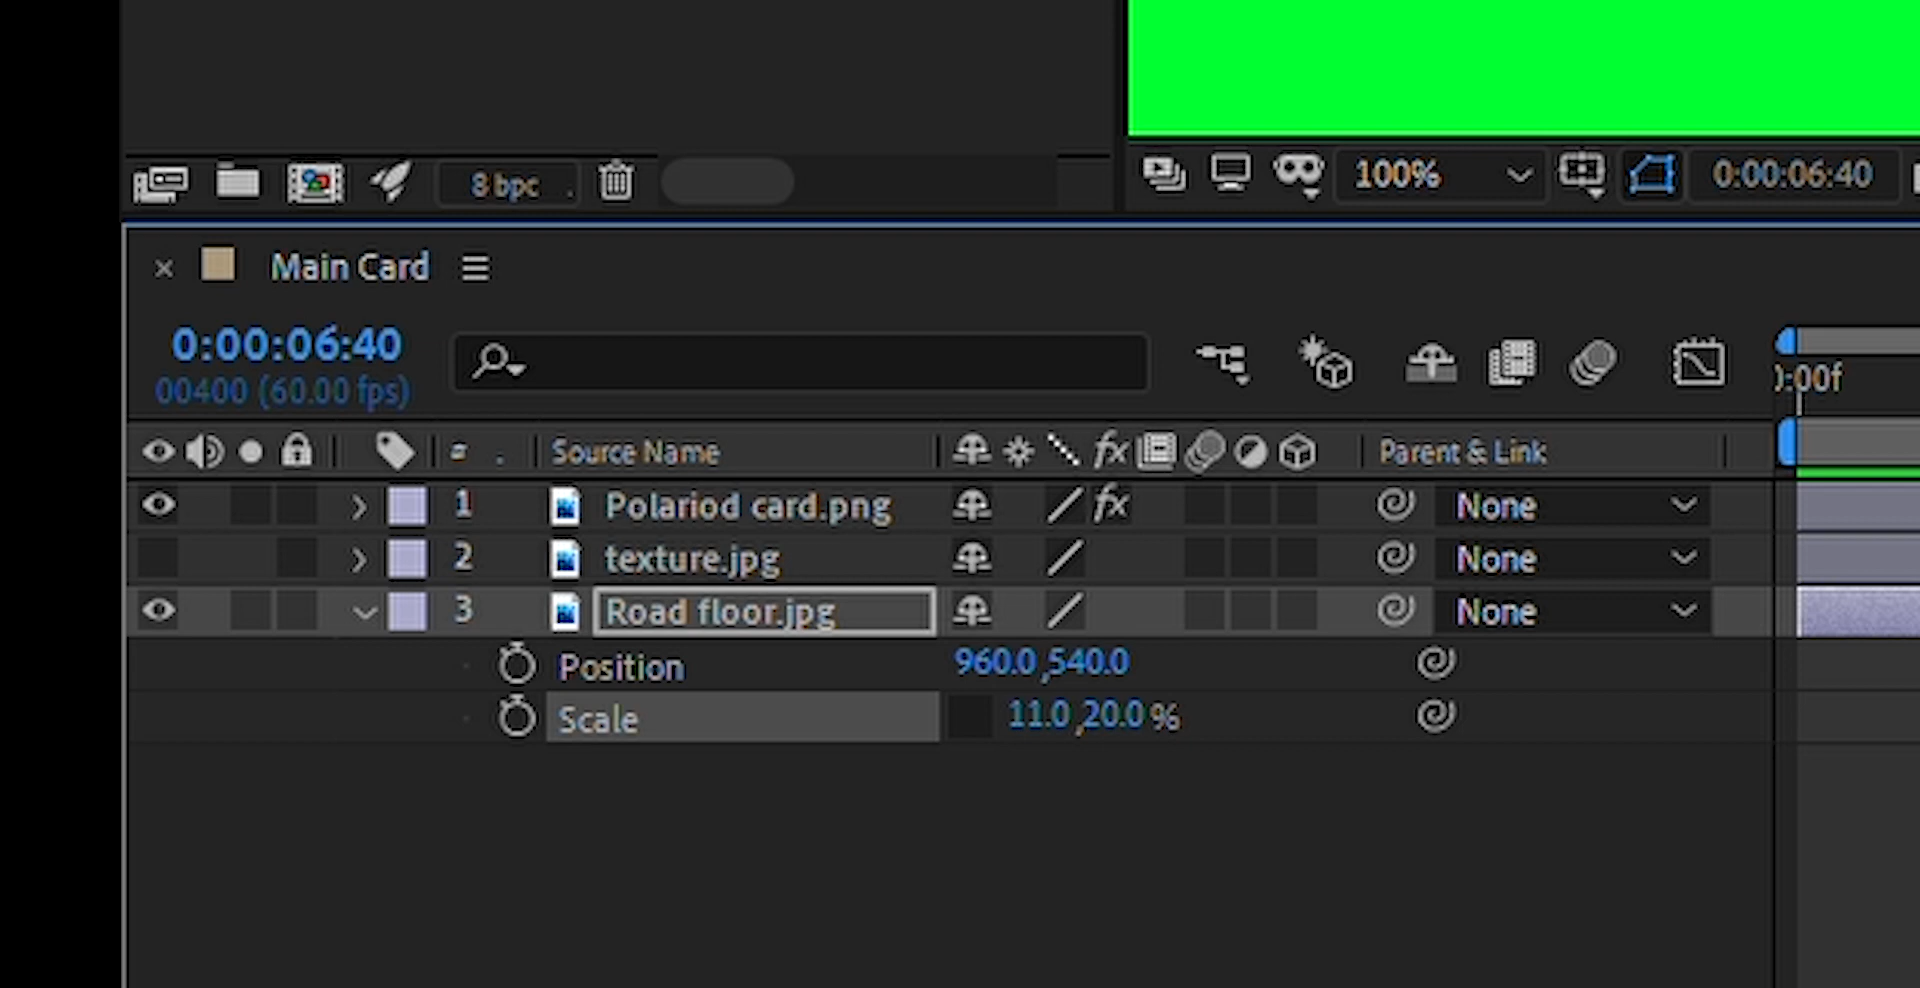 8 bpc
100%
0:00:06:40
Main Card
0:00:06:40
00400 (60.00 fps)
):00f
# . Source Name fx Parent & Link
1 Polariod card.png fx None
2 texture.jpg None
3 Road floor.jpg None
Position 960.0,540.0
Scale 11.0,20.0%